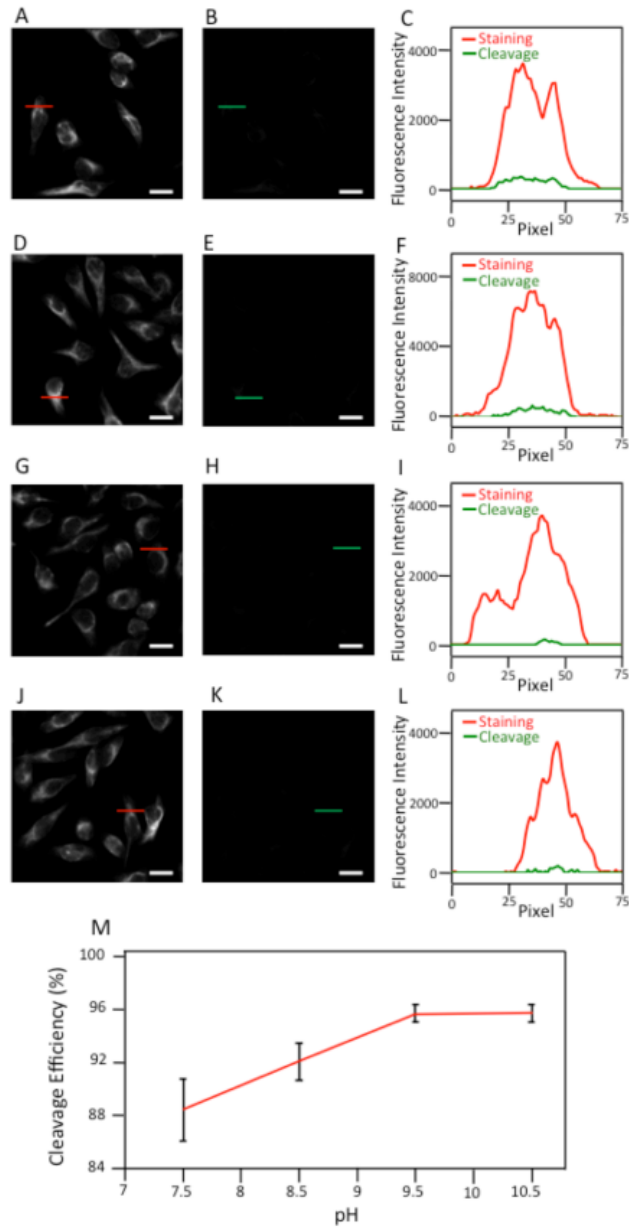 A
B
C
Staining
Cleavage
Fluorescence Intensity
4000
2000
0
0
25
50
75
Pixel
D
E
F
Staining
Cleavage
Fluorescence Intensity
8000
4000
0
0
25
50
75
Pixel
G
H
I
Staining
Cleavage
Fluorescence Intensity
4000
2000
0
0
25
50
75
Pixel
J
K
L
Staining
Cleavage
Fluorescence Intensity
4000
2000
0
0
25
50
75
Pixel
M
Cleavage Efficiency (%)
100
96
92
88
84
7
7.5
8
8.5
9
9.5
10
10.5
pH